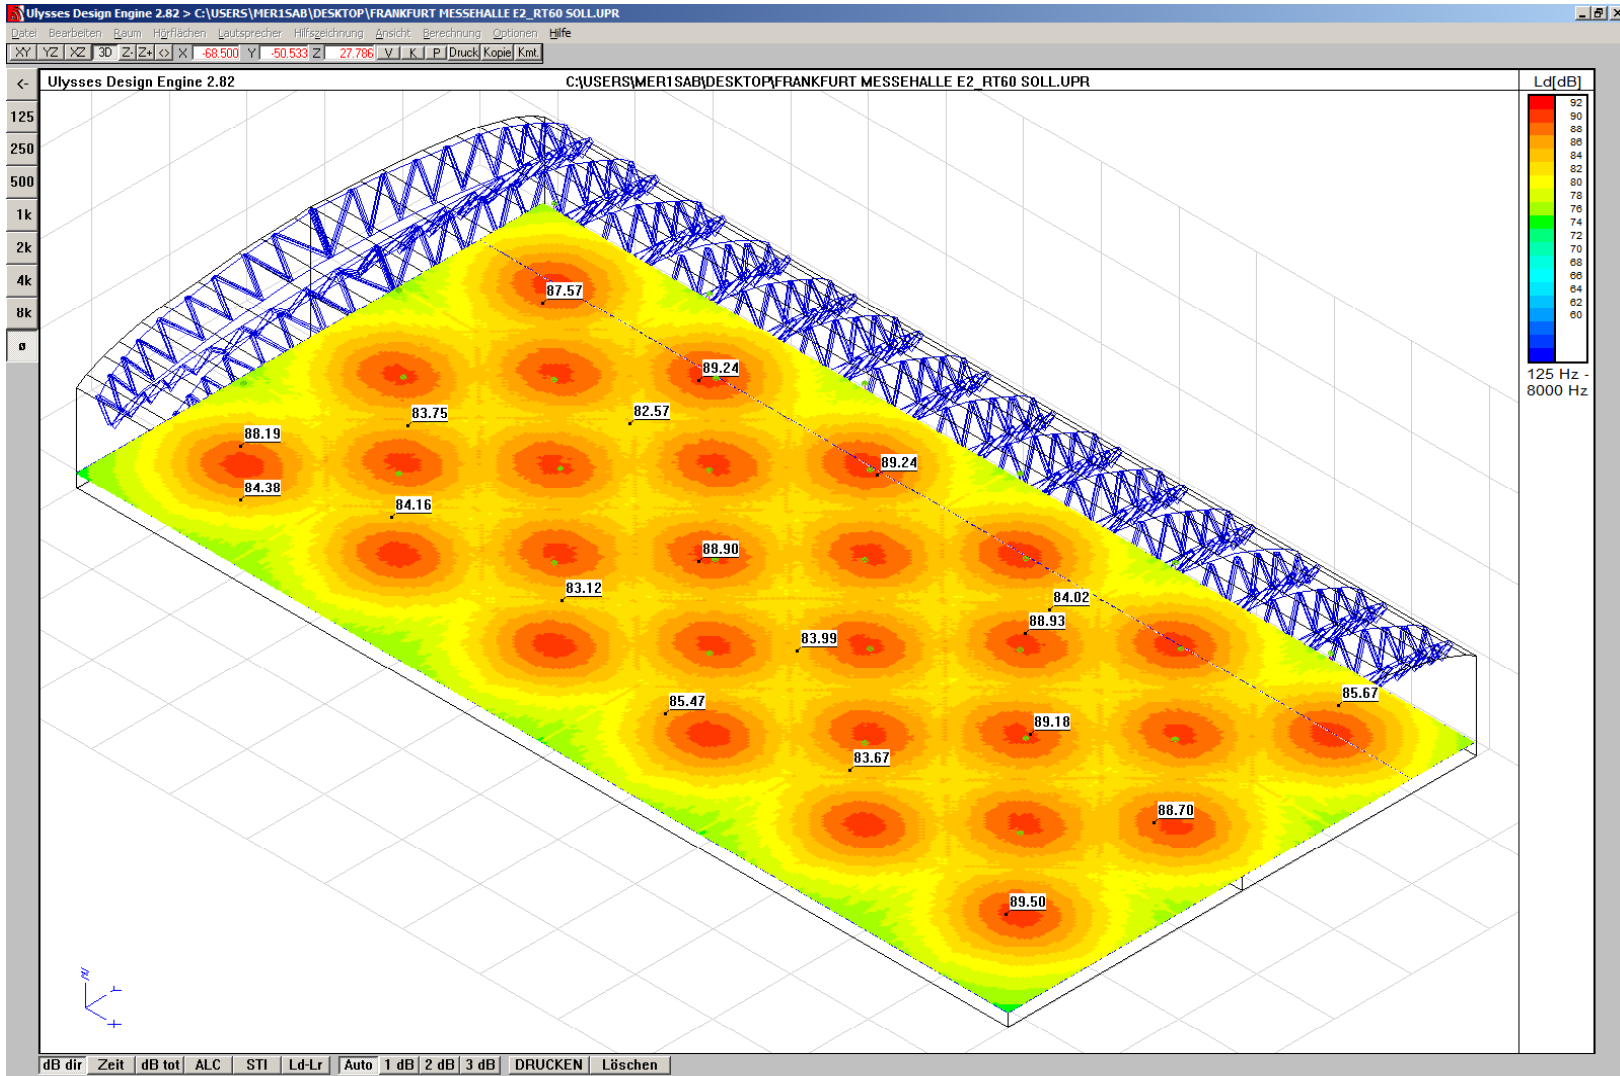 Ulysses Design Engine 2.82 > C:\USERS\MER1SAB\DESKTOP\FRANKFURT MESSEHALLE E2_RT60 SOLL.UPR
Datei Bearbeiten Raum Hörflächen Lautsprecher Hilfszeichnung Ansicht Berechnung Optionen Hilfe
XY YZ XZ 3D Z- Z+ <> X -68.500 Y -50.533 Z 27.786 V K P Druck Kopie Kmt.
<- Ulysses Design Engine 2.82 C:\USERS\MER1SAB\DESKTOP\FRANKFURT MESSEHALLE E2_RT60 SOLL.UPR Ld[dB]
125
250
500
1k
2k
4k
8k
ø
92
90
88
86
84
82
80
78
76
74
72
70
68
66
64
62
60
125 Hz -
8000 Hz
87.57
89.24
83.75
82.57
88.19
89.24
84.38
84.16
88.90
83.12
84.02
88.93
83.99
85.67
85.47
89.18
83.67
88.70
89.50
Z
Y
X
dB dir Zeit dB tot ALC STI Ld-Lr Auto 1 dB 2 dB 3 dB DRUCKEN Löschen